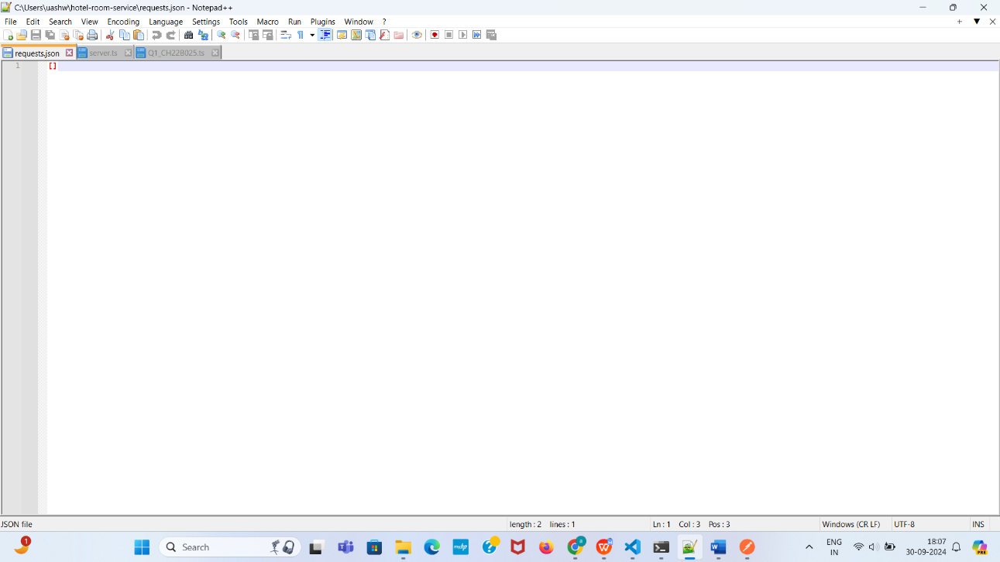 C:\Users\uashw\hotel-room-service\requests.json - Notepad++
File Edit Search View Encoding Language Settings Tools Macro Run Plugins Window ?
requests.json server.ts Q1_CH22B025.ts
1 []
JSON file length : 2 lines : 1 Ln : 1 Col : 3 Pos : 3 Windows (CR LF) UTF-8 INS
1 Search ENG 18:07
IN 30-09-2024